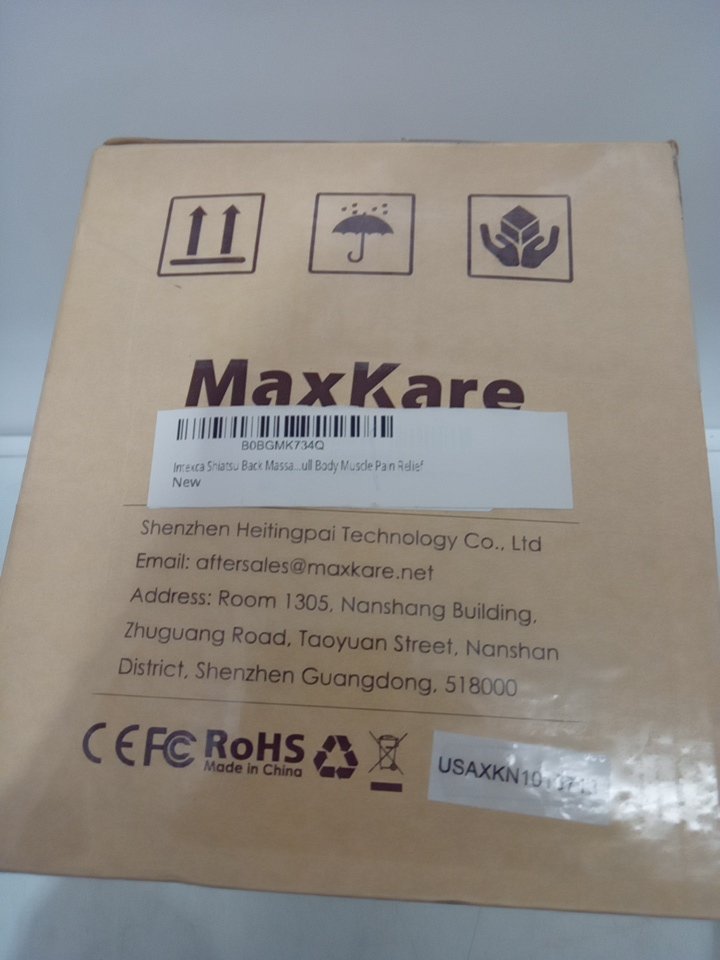 MaxKare
B0BGMK734Q
Intexca Shiatsu Back Massa...ull Body Muscle Pain Relief
New
Shenzhen Heitingpai Technology Co., Ltd
Email: aftersales@maxkare.net
Address: Room 1305, Nanshang Building,
Zhuguang Road, Taoyuan Street, Nanshan
District, Shenzhen Guangdong, 518000
CE FC RoHS
Made in China